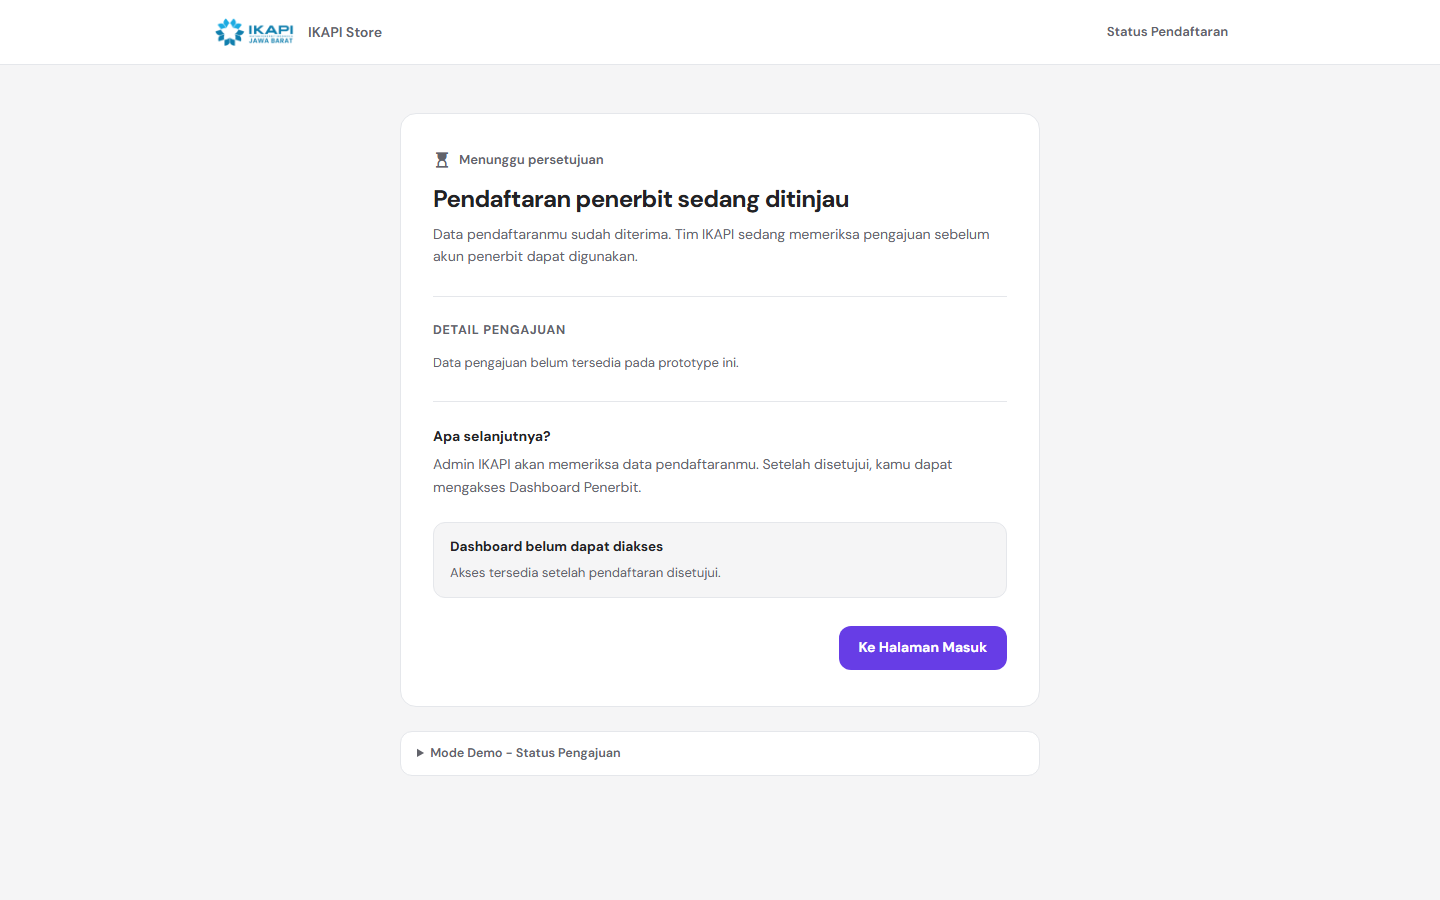 IKAPI
JAWA BARAT
IKAPI Store
Status Pendaftaran
Menunggu persetujuan
Pendaftaran penerbit sedang ditinjau
Data pendaftaranmu sudah diterima. Tim IKAPI sedang memeriksa pengajuan sebelum
akun penerbit dapat digunakan.
DETAIL PENGAJUAN
Data pengajuan belum tersedia pada prototype ini.
Apa selanjutnya?
Admin IKAPI akan memeriksa data pendaftaranmu. Setelah disetujui, kamu dapat
mengakses Dashboard Penerbit.
Dashboard belum dapat diakses
Akses tersedia setelah pendaftaran disetujui.
Ke Halaman Masuk
Mode Demo – Status Pengajuan